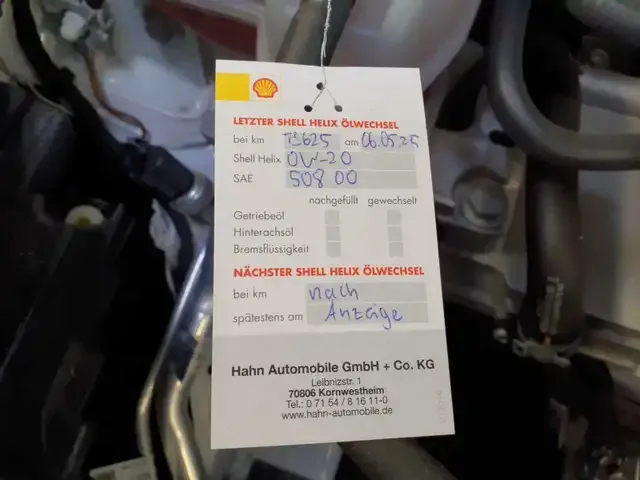 LETZTER SHELL HELIX ÖLWECHSEL
bei km 73625 am 06.05.25
Shell Helix 0W-20
SAE 508 00
nachgefüllt gewechselt
Getriebeöl
Hinterachsöl
Bremsflüssigkeit
NÄCHSTER SHELL HELIX ÖLWECHSEL
bei km nach
spätestens am Anzeige
Hahn Automobile GmbH + Co. KG
Leibnizstr. 1
70806 Kornwestheim
Tel.: 0 71 54 / 8 16 11-0
www.hahn-automobile.de